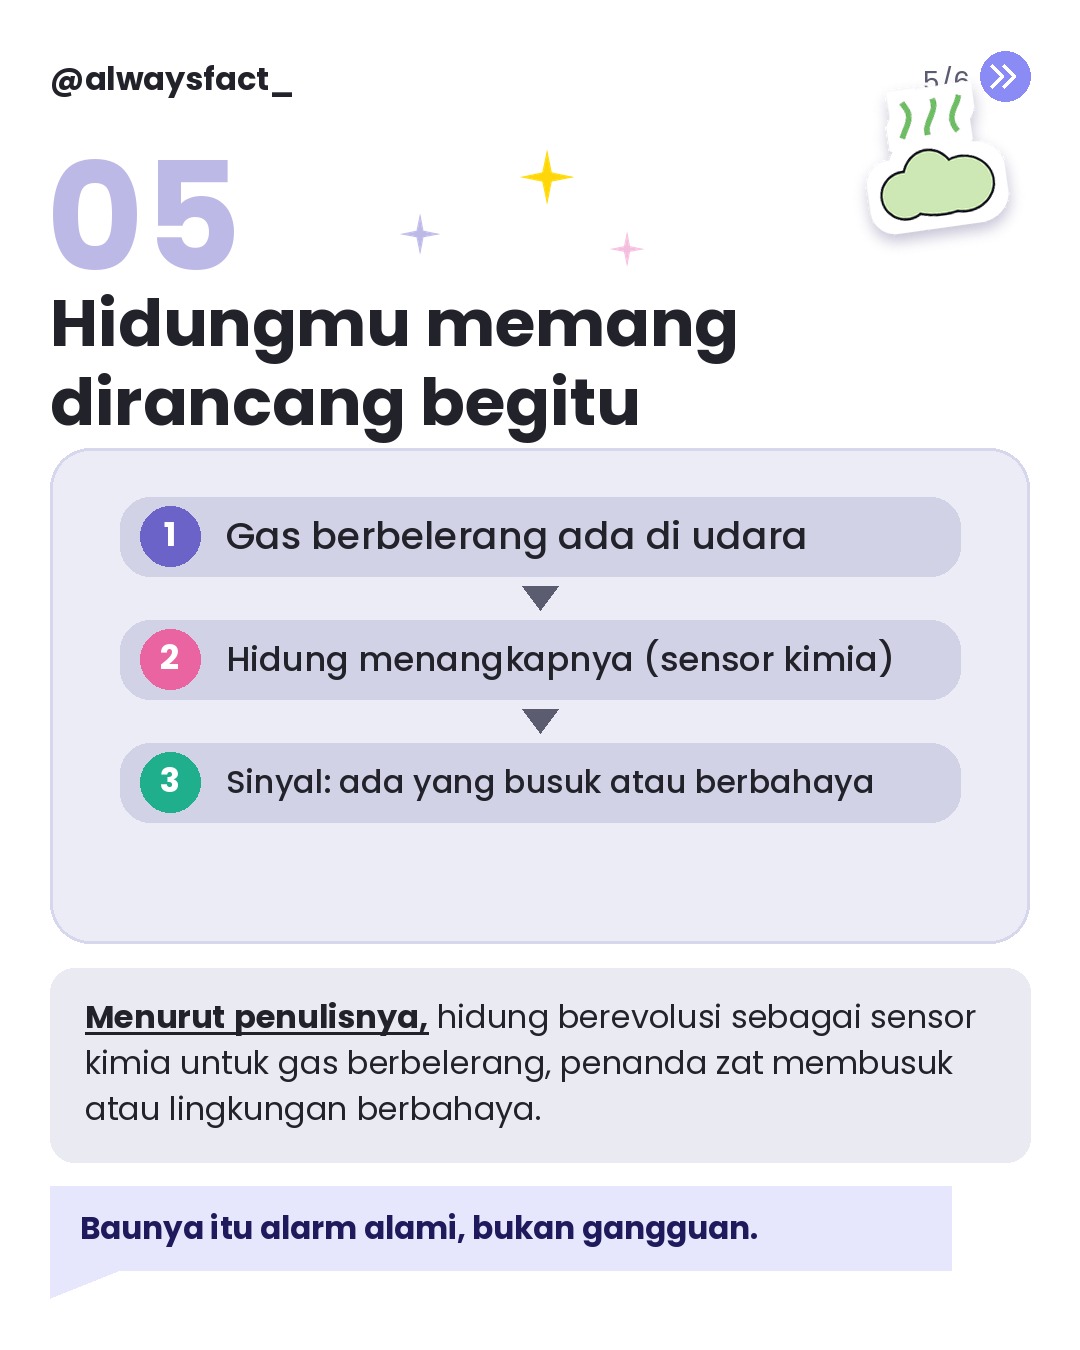 @alwaysfact_
5/6
05
Hidungmu memang
dirancang begitu
1 Gas berbelerang ada di udara
2 Hidung menangkapnya (sensor kimia)
3 Sinyal: ada yang busuk atau berbahaya
Menurut penulisnya, hidung berevolusi sebagai sensor
kimia untuk gas berbelerang, penanda zat membusuk
atau lingkungan berbahaya.
Baunya itu alarm alami, bukan gangguan.